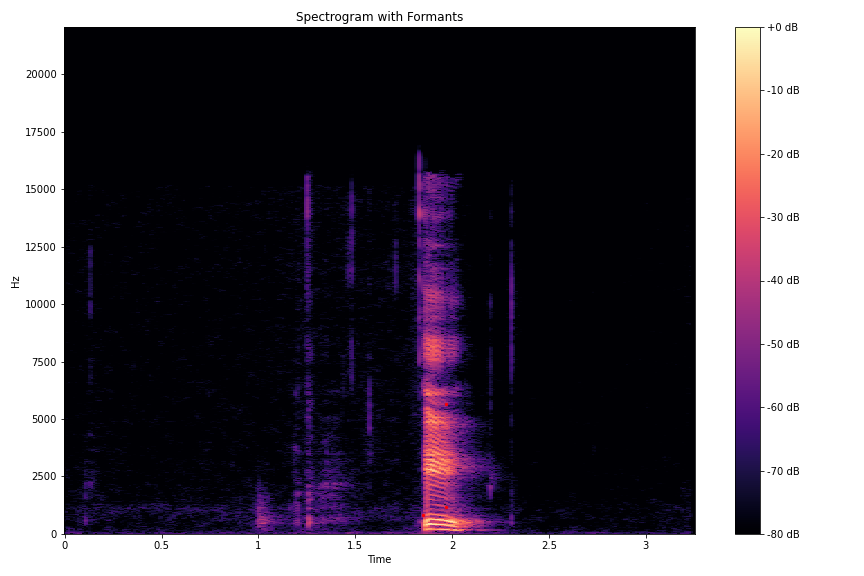 Spectrogram with Formants
20000
17500
15000
12500
10000
7500
5000
2500
0
Hz
0 0.5 1 1.5 2 2.5 3
Time
+0 dB
-10 dB
-20 dB
-30 dB
-40 dB
-50 dB
-60 dB
-70 dB
-80 dB